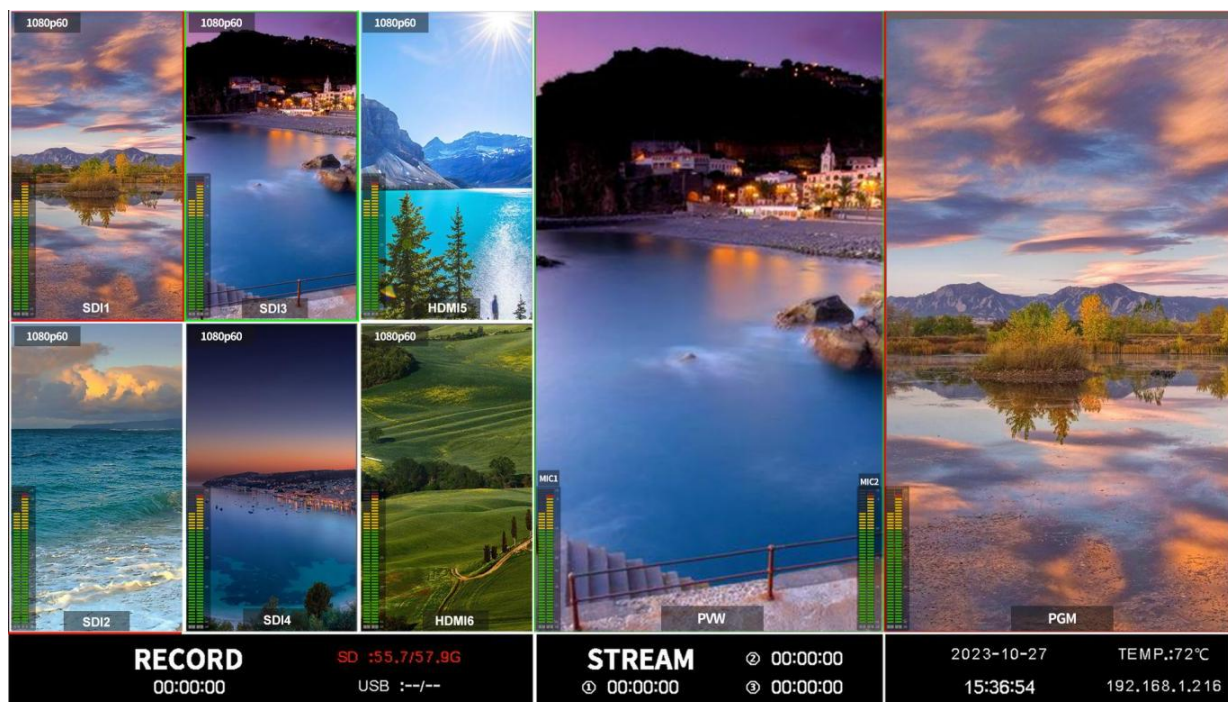 1080p60
1080p60
1080p60
SDI1
SDI3
HDMI5
1080p60
1080p60
1080p60
SDI2
SDI4
HDMI6
MIC1
MIC2
PVW
PGM
RECORD
00:00:00
SD :55.7/57.9G
USB :--/--
STREAM
① 00:00:00
② 00:00:00
③ 00:00:00
2023-10-27
TEMP.:72℃
15:36:54
192.168.1.216